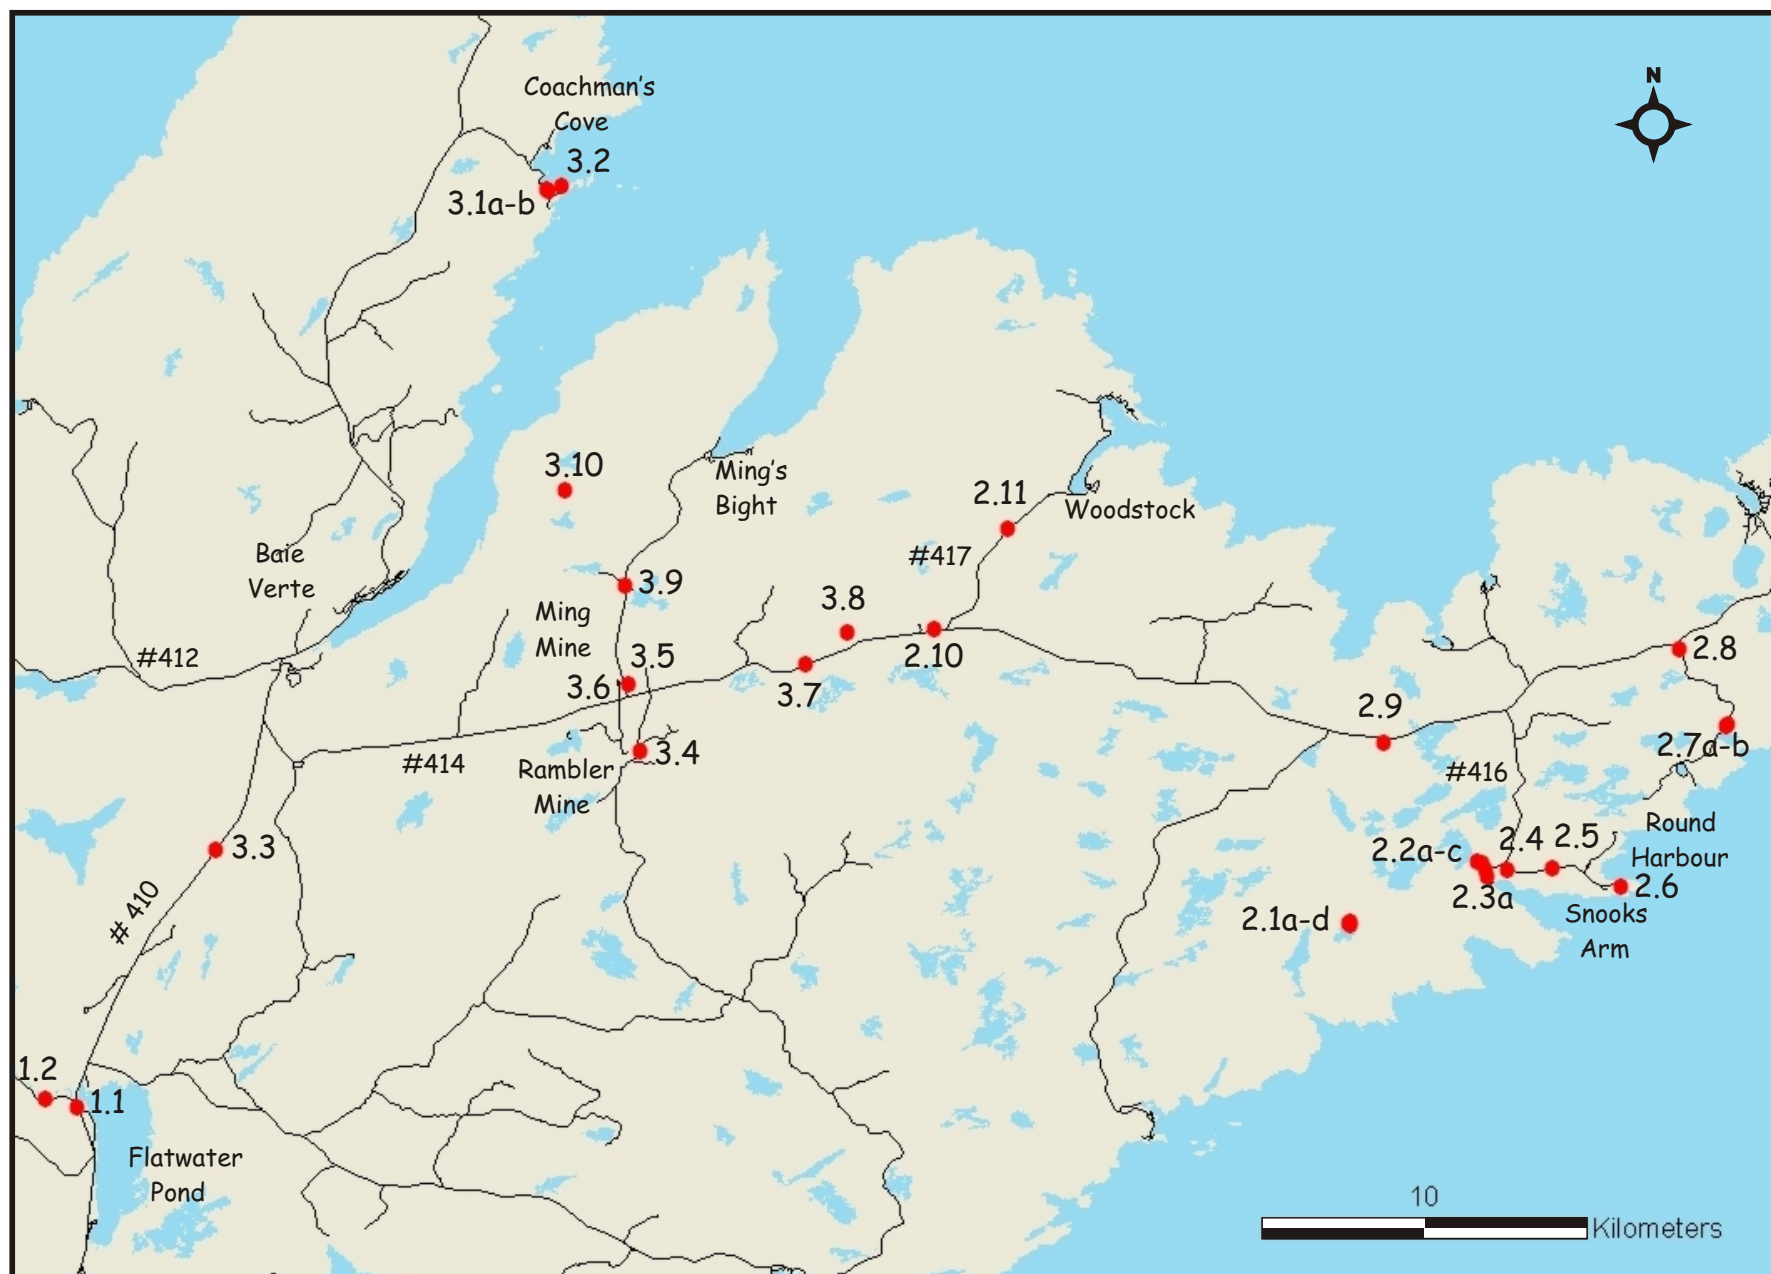 N
Coachman's
Cove
3.2
3.1a-b
3.10
Ming's
Bight
2.11
Woodstock
#417
Baie
Verte
3.9
3.8
Ming
Mine
3.5
3.6
#412
2.10
2.8
3.7
2.9
2.7a-b
3.4
#414
Rambler
Mine
#416
Round
Harbour
3.3
2.2a-c
2.4
2.5
2.6
2.3a
# 410
Snooks
Arm
2.1a-d
1.2
1.1
Flatwater
Pond
10
Kilometers